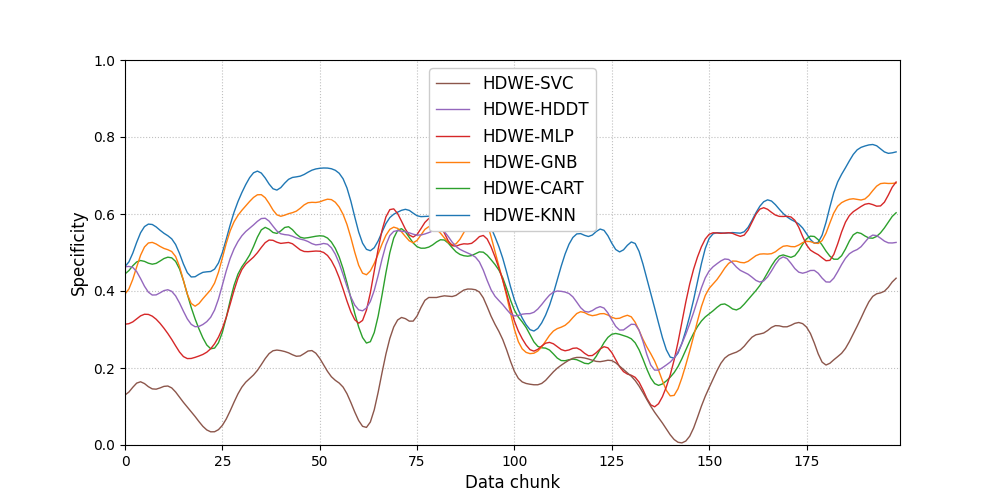 1.0
0.8
0.6
0.4
0.2
0.0
Specificity
HDWE-SVC
HDWE-HDDT
HDWE-MLP
HDWE-GNB
HDWE-CART
HDWE-KNN
0 25 50 75 100 125 150 175
Data chunk